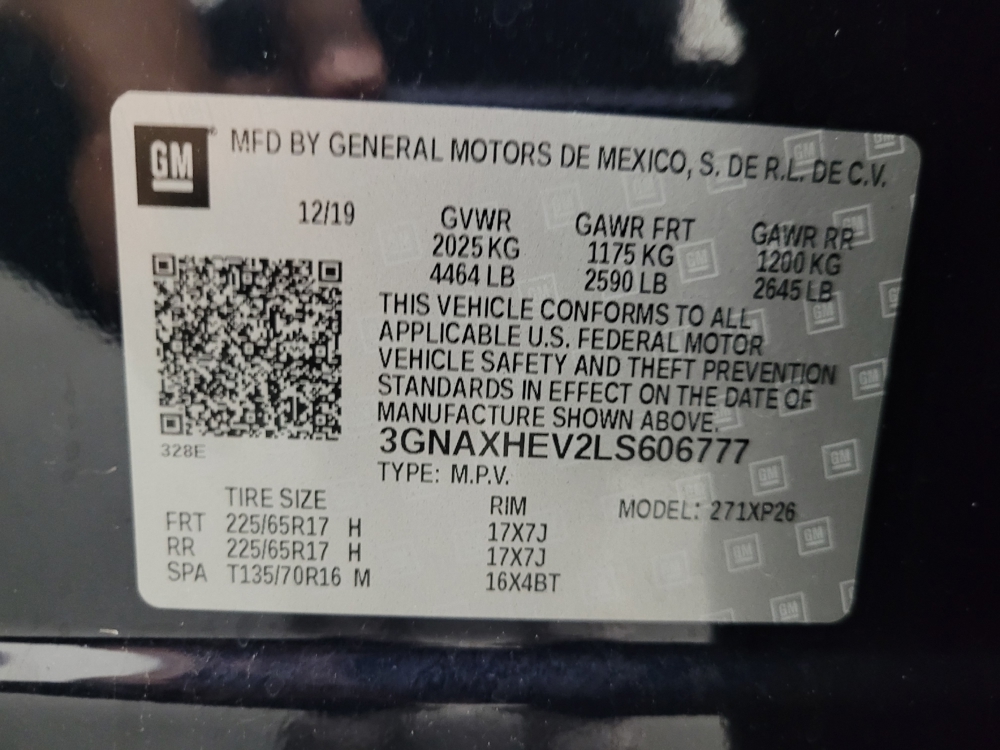 GM
MFD BY GENERAL MOTORS DE MEXICO, S. DE R.L. DE C.V.
12/19
GVWR GAWR FRT GAWR RR
2025 KG 1175 KG 1200 KG
4464 LB 2590 LB 2645 LB
THIS VEHICLE CONFORMS TO ALL
APPLICABLE U.S. FEDERAL MOTOR
VEHICLE SAFETY AND THEFT PREVENTION
STANDARDS IN EFFECT ON THE DATE OF
MANUFACTURE SHOWN ABOVE.
328E
3GNAXHEV2LS606777
TYPE: M.P.V.
TIRE SIZE RIM MODEL: 271XP26
FRT 225/65R17 H 17X7J
RR 225/65R17 H 17X7J
SPA T135/70R16 M 16X4BT